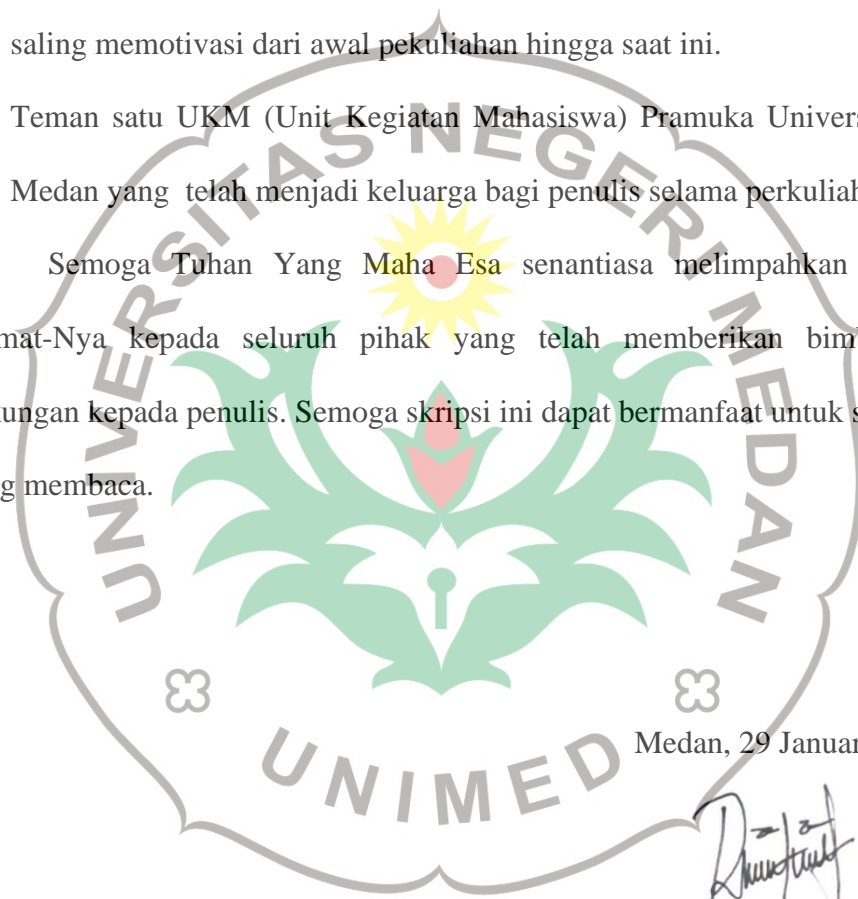 saling memotivasi dari awal pekuliahan hingga saat ini.
Teman satu UKM (Unit Kegiatan Mahasiswa) Pramuka Univers
Medan yang telah menjadi keluarga bagi penulis selama perkuliah
Semoga Tuhan Yang Maha Esa senantiasa melimpahkan
mat-Nya kepada seluruh pihak yang telah memberikan bim
ungan kepada penulis. Semoga skripsi ini dapat bermanfaat untuk s
g membaca.
Medan, 29 Januar
UNIVERSITAS NEGERI MEDAN
UNIMED